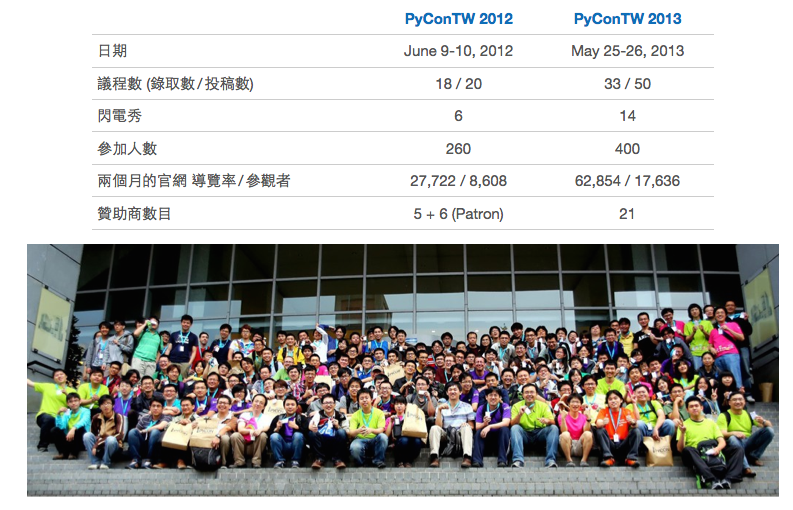 PyConTW 2012 PyConTW 2013
日期 June 9-10, 2012 May 25-26, 2013
議程數 (錄取數/投稿數) 18 / 20 33 / 50
閃電秀 6 14
參加人數 260 400
兩個月的官網 導覽率/參觀者 27,722 / 8,608 62,854 / 17,636
贊助商數目 5 + 6 (Patron) 21